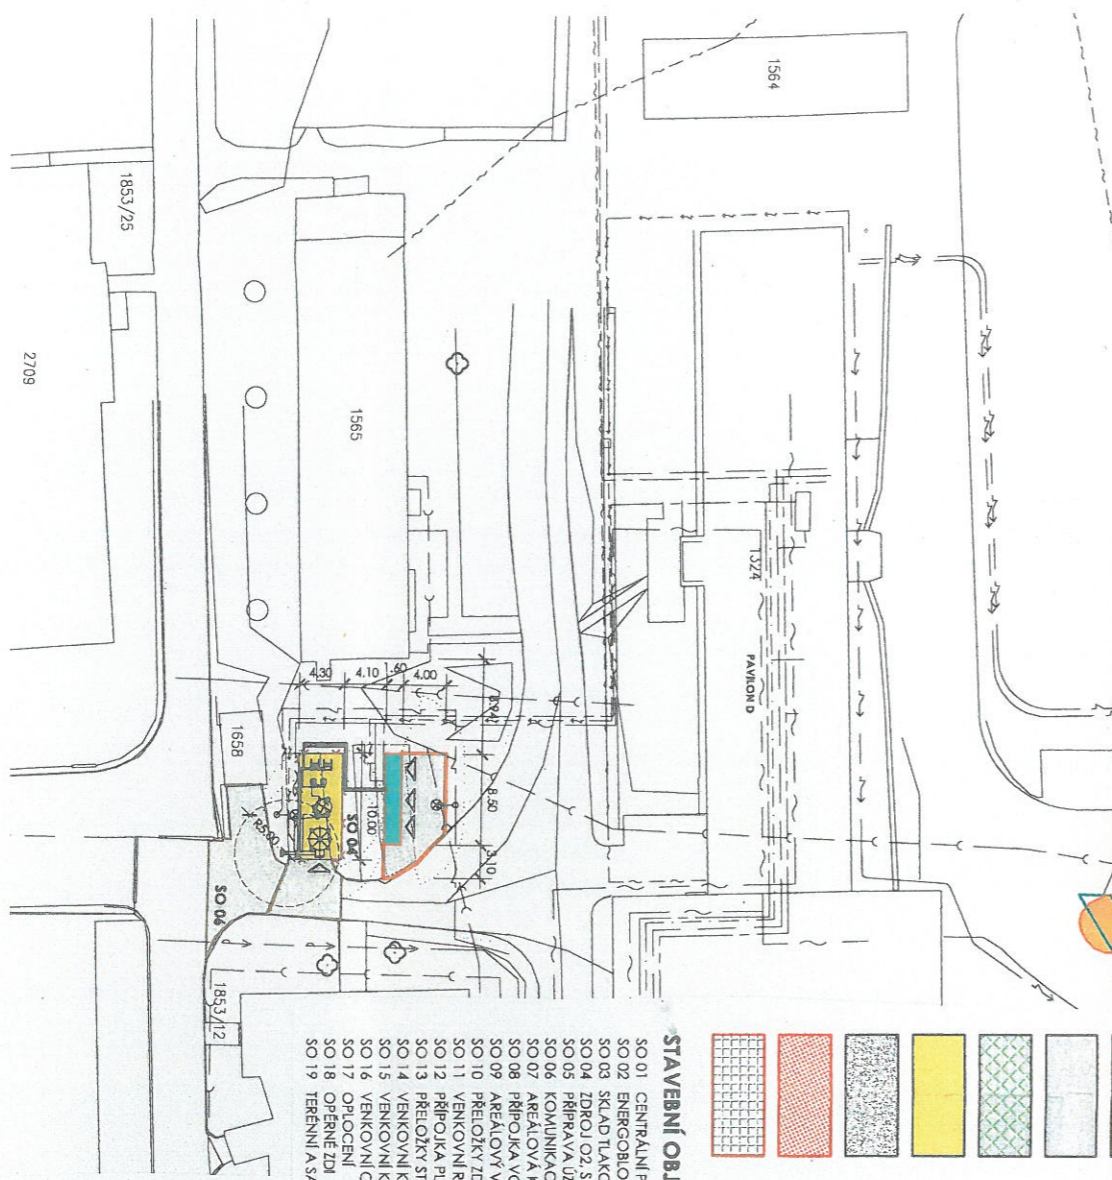 1564
1853/25
2709
1565
1324
PAVILON D
4.30
4.10
1.60
4.00
8.50
10.00
3.10
1658
R5.00
SO 04
SO 06
1853/12
STAVEBNÍ OBJ
SO 01 CENTRÁLNÍ P
SO 02 ENERGOBLO
SO 03 SKLAD TLAKO
SO 04 ZDROJ O2, S
SO 05 PŘÍPRAVA ÚZ
SO 06 KOMUNIKAC
SO 07 AREÁLOVÁ K
SO 08 PŘÍPOJKA VO
SO 09 AREÁLOVÝ V
SO 10 PŘELOŽKY ZD
SO 11 VENKOVNÍ R
SO 12 PŘÍPOJKA PL
SO 13 PŘELOŽKY ST
SO 14 VENKOVNÍ K
SO 15 VENKOVNÍ K
SO 16 VENKOVNÍ O
SO 17 OPLOCENÍ
SO 18 OPĚRNÉ ZDI
SO 19 TERÉNNÍ A SA